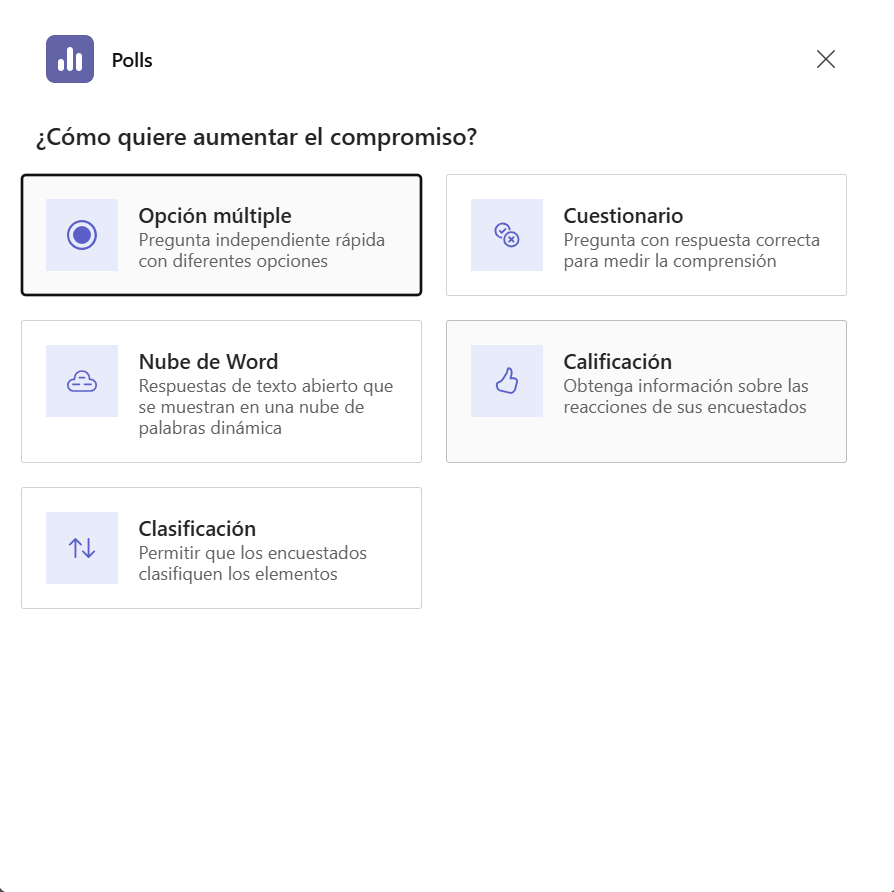 Polls
¿Cómo quiere aumentar el compromiso?
Opción múltiple
Pregunta independiente rápida
con diferentes opciones
Cuestionario
Pregunta con respuesta correcta
para medir la comprensión
Nube de Word
Respuestas de texto abierto que
se muestran en una nube de
palabras dinámica
Calificación
Obtenga información sobre las
reacciones de sus encuestados
Clasificación
Permitir que los encuestados
clasifiquen los elementos